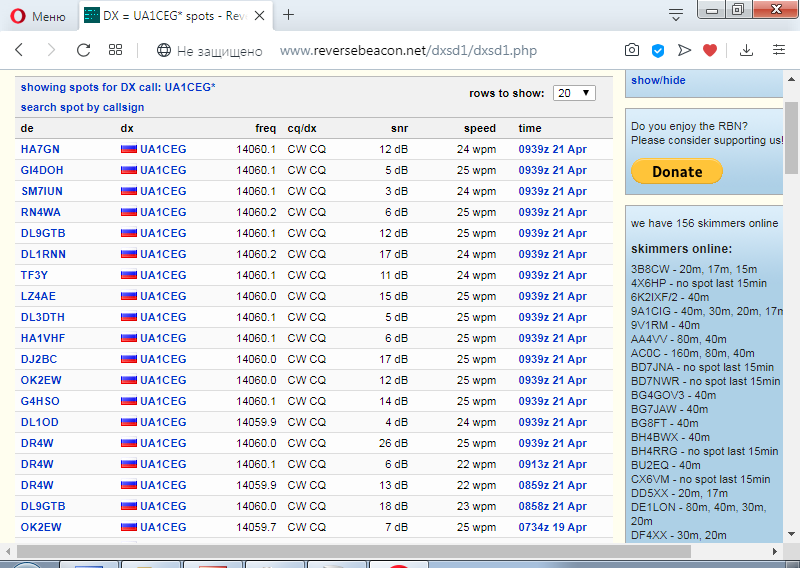 Меню
DX = UA1CEG* spots - Rev
Не защищено
www.reversebeacon.net/dxsd1/dxsd1.php
showing spots for DX call: UA1CEG*
search spot by callsign
rows to show: 20
de dx freq cq/dx snr speed time
HA7GN UA1CEG 14060.1 CW CQ 12 dB 24 wpm 0939z 21 Apr
GI4DOH UA1CEG 14060.1 CW CQ 5 dB 25 wpm 0939z 21 Apr
SM7IUN UA1CEG 14060.1 CW CQ 3 dB 24 wpm 0939z 21 Apr
RN4WA UA1CEG 14060.2 CW CQ 6 dB 25 wpm 0939z 21 Apr
DL9GTB UA1CEG 14060.1 CW CQ 12 dB 25 wpm 0939z 21 Apr
DL1RNN UA1CEG 14060.2 CW CQ 17 dB 24 wpm 0939z 21 Apr
TF3Y UA1CEG 14060.1 CW CQ 11 dB 24 wpm 0939z 21 Apr
LZ4AE UA1CEG 14060.0 CW CQ 15 dB 25 wpm 0939z 21 Apr
DL3DTH UA1CEG 14060.1 CW CQ 5 dB 25 wpm 0939z 21 Apr
HA1VHF UA1CEG 14060.1 CW CQ 6 dB 25 wpm 0939z 21 Apr
DJ2BC UA1CEG 14060.0 CW CQ 17 dB 25 wpm 0939z 21 Apr
OK2EW UA1CEG 14060.0 CW CQ 12 dB 25 wpm 0939z 21 Apr
G4HSO UA1CEG 14060.1 CW CQ 14 dB 25 wpm 0939z 21 Apr
DL1OD UA1CEG 14059.9 CW CQ 4 dB 24 wpm 0939z 21 Apr
DR4W UA1CEG 14060.0 CW CQ 26 dB 25 wpm 0939z 21 Apr
DR4W UA1CEG 14060.1 CW CQ 6 dB 22 wpm 0913z 21 Apr
DR4W UA1CEG 14059.9 CW CQ 13 dB 22 wpm 0859z 21 Apr
DL9GTB UA1CEG 14060.0 CW CQ 18 dB 23 wpm 0858z 21 Apr
OK2EW UA1CEG 14059.7 CW CQ 7 dB 25 wpm 0734z 19 Apr
show/hide
Do you enjoy the RBN?
Please consider supporting us!
Donate
we have 156 skimmers online
skimmers online:
3B8CW - 20m, 17m, 15m
4X6HP - no spot last 15min
6K2IXF/2 - 40m
9A1CIG - 40m, 30m, 20m, 17m
9V1RM - 40m
AA4VV - 80m, 40m
AC0C - 160m, 80m, 40m
BD7JNA - no spot last 15min
BD7NWR - no spot last 15min
BG4GOV3 - 40m
BG7JAW - 40m
BG8FT - 40m
BH4BWX - 40m
BH4RRG - no spot last 15min
BU2EQ - 40m
CX6VM - no spot last 15min
DD5XX - 20m, 17m
DE1LON - 80m, 40m, 30m,
20m
DF4XX - 30m, 20m